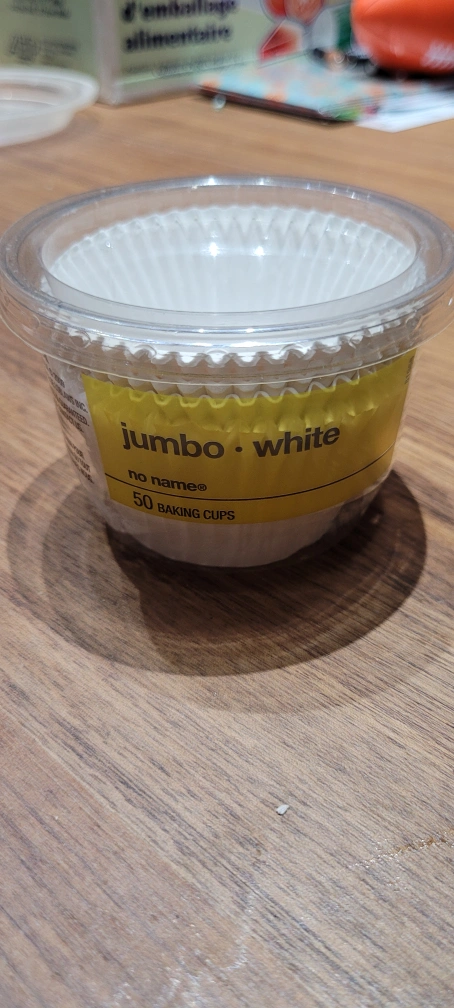 d'emballage
alimentaire
jumbo · white
no name®
50 BAKING CUPS